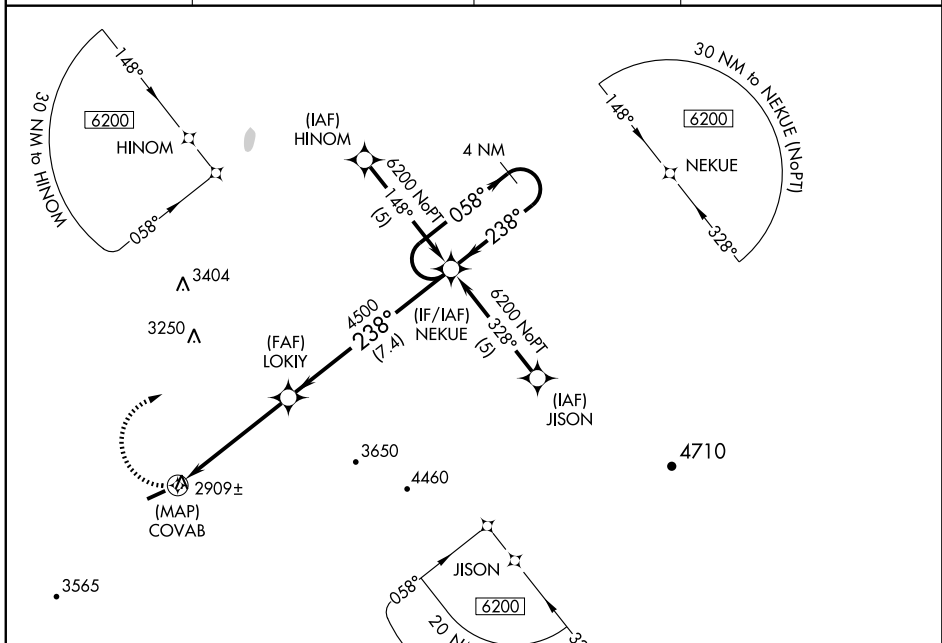 148°
6200
HINOM
30 NM to HINOM
058°
(IAF)
HINOM
6200 NoPT
148°
(5)
4 NM
058°
238°
30 NM to NEKUE (NoPT)
148°
6200
NEKUE
328°
3404
3250
4500
238°
(7.4)
(IF/IAF)
NEKUE
6200 NoPT
328°
(5)
(FAF)
LOKIY
(IAF)
JISON
3650
4460
4710
2909±
(MAP)
COVAB
3565
JISON
058°
6200